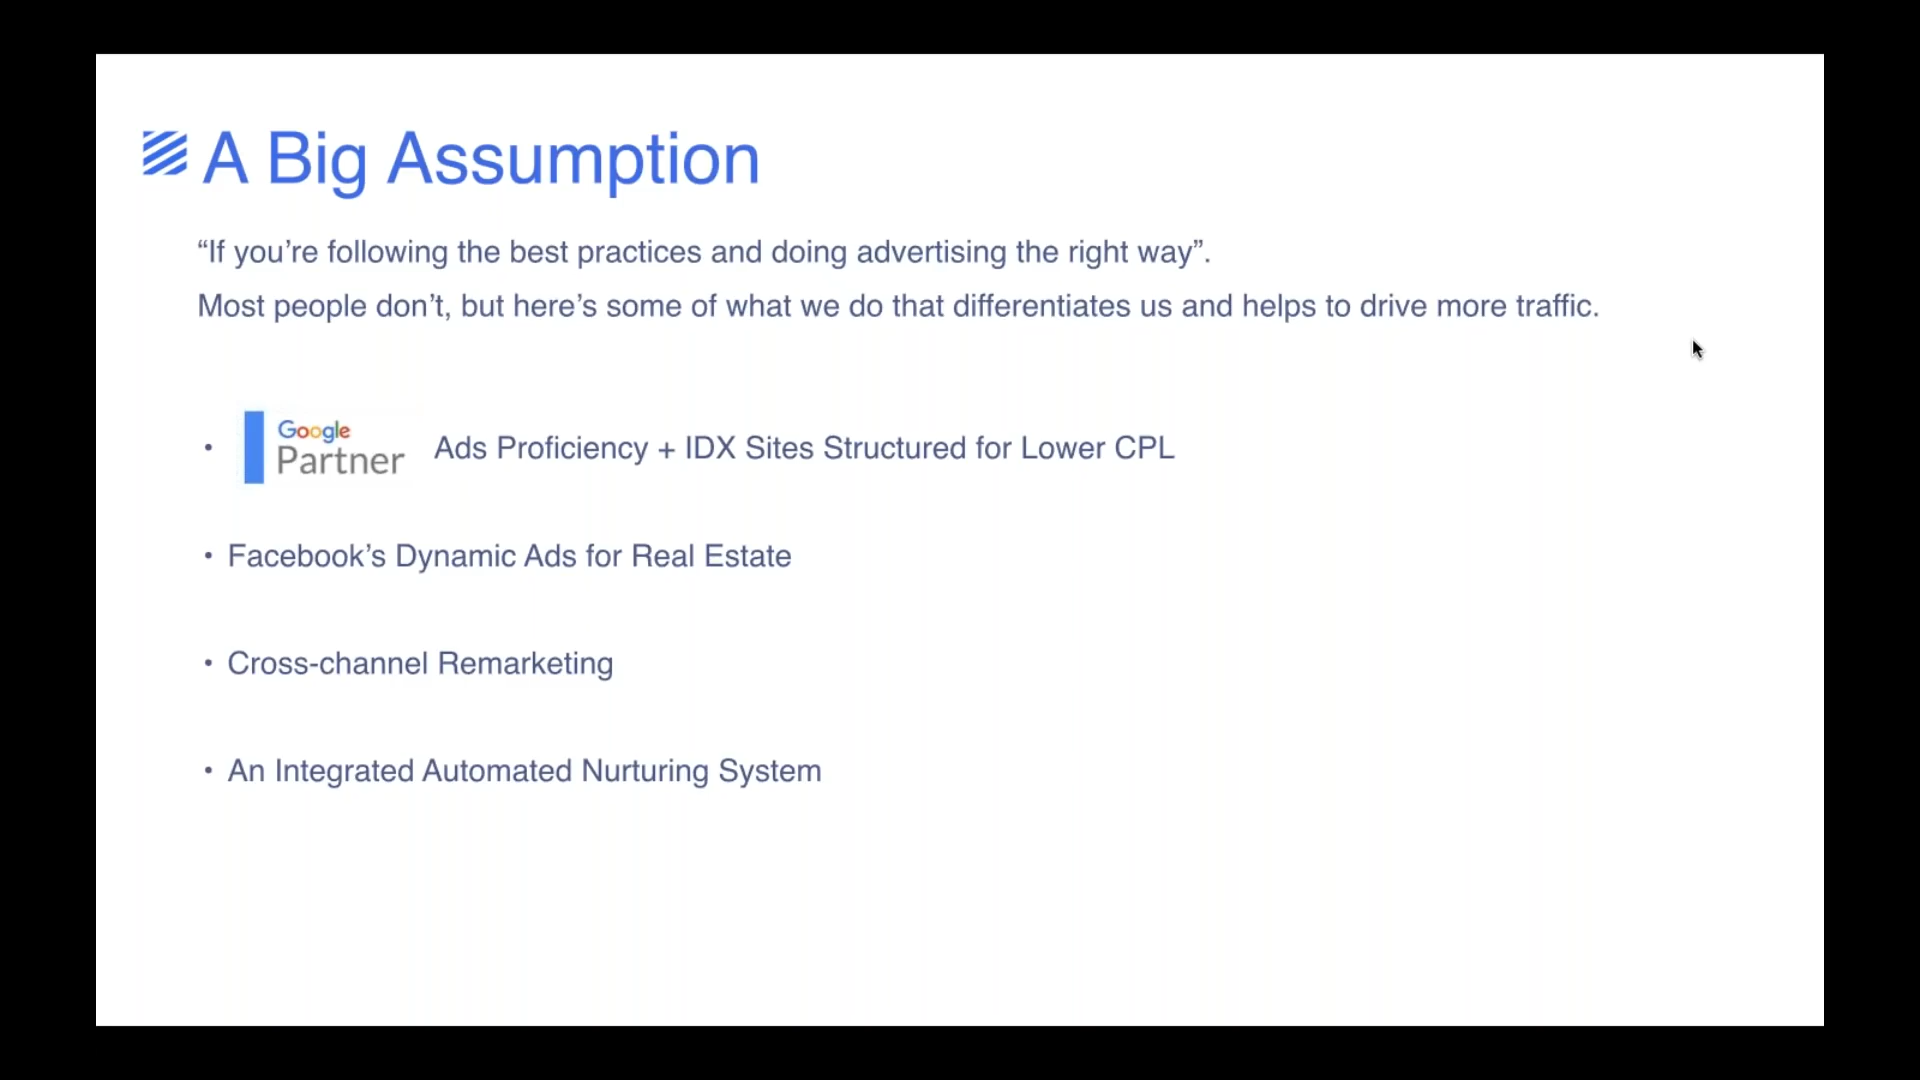 A Big Assumption
“If you’re following the best practices and doing advertising the right way”.
Most people don’t, but here’s some of what we do that differentiates us and helps to drive more traffic.
• Google Partner Ads Proficiency + IDX Sites Structured for Lower CPL
• Facebook’s Dynamic Ads for Real Estate
• Cross-channel Remarketing
• An Integrated Automated Nurturing System